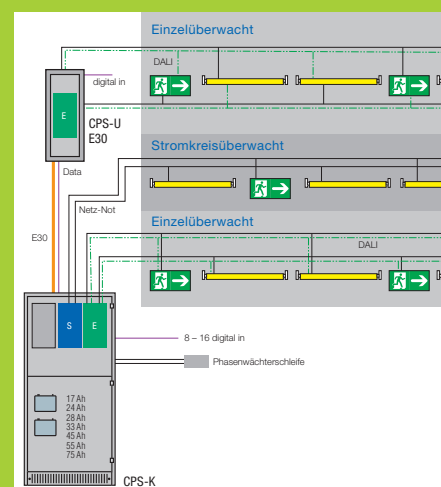 Einzelüberwacht
DALI
digital in
E
CPS-U
E30
Stromkreisüberwacht
Data
Netz-Not
Einzelüberwacht
E30
DALI
S
E
8 – 16 digital in
Phasenwächterschleife
17 Ah
24 Ah
28 Ah
33 Ah
45 Ah
55 Ah
75 Ah
CPS-K